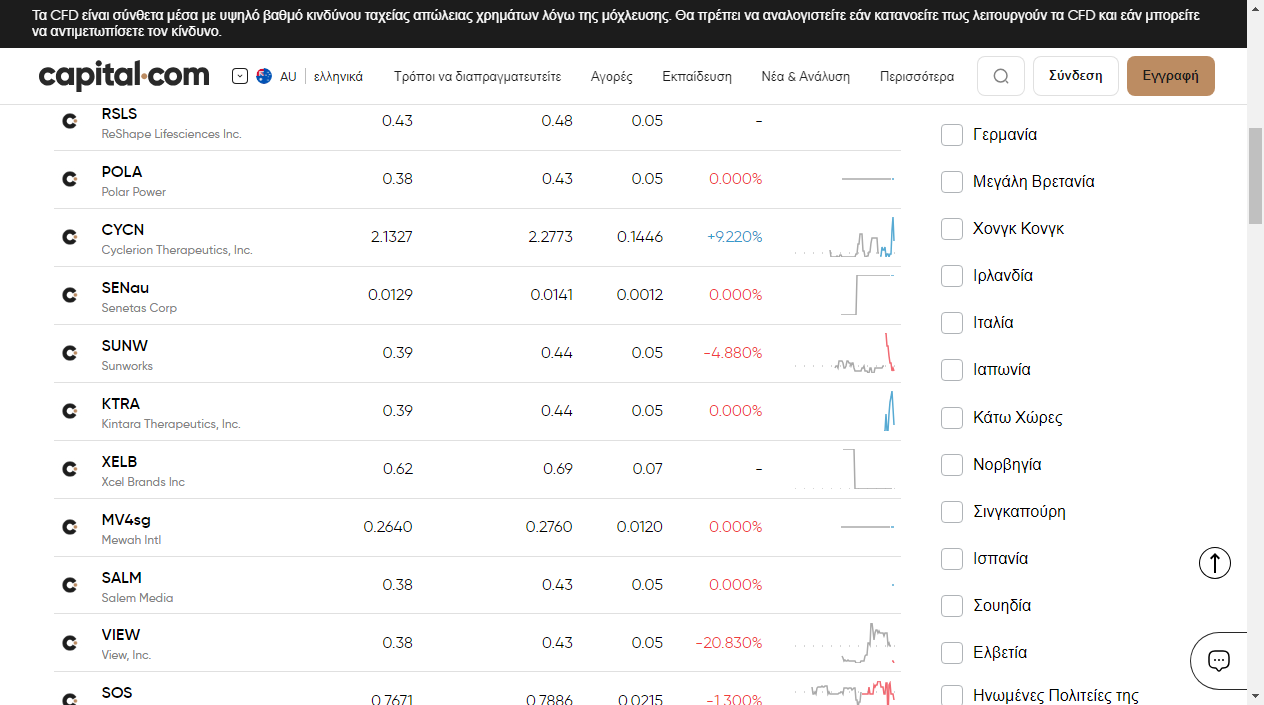 Τα CFD είναι σύνθετα μέσα με υψηλό βαθμό κινδύνου ταχείας απώλειας χρημάτων λόγω της μόχλευσης. Θα πρέπει να αναλογιστείτε εάν κατανοείτε πως λειτουργούν τα CFD και εάν μπορείτε
να αντιμετωπίσετε τον κίνδυνο.
capital.com AU ελληνικά Τρόποι να διαπραγματευτείτε Αγορές Εκπαίδευση Νέα & Ανάλυση Περισσότερα Σύνδεση Εγγραφή
RSLS 0.43 0.48 0.05 -
ReShape Lifesciences Inc.
POLA 0.38 0.43 0.05 0.000%
Polar Power
CYCN 2.1327 2.2773 0.1446 +9.220%
Cyclerion Therapeutics, Inc.
SENau 0.0129 0.0141 0.0012 0.000%
Senetas Corp
SUNW 0.39 0.44 0.05 -4.880%
Sunworks
KTRA 0.39 0.44 0.05 0.000%
Kintara Therapeutics, Inc.
XELB 0.62 0.69 0.07 -
Xcel Brands Inc
MV4sg 0.2640 0.2760 0.0120 0.000%
Mewah Intl
SALM 0.38 0.43 0.05 0.000%
Salem Media
VIEW 0.38 0.43 0.05 -20.830%
View, Inc.
SOS 0.7671 0.7886 0.0215 -1.300%
Γερμανία
Μεγάλη Βρετανία
Χονγκ Κονγκ
Ιρλανδία
Ιταλία
Ιαπωνία
Κάτω Χώρες
Νορβηγία
Σινγκαπούρη
Ισπανία
Σουηδία
Ελβετία
Ηνωμένες Πολιτείες της